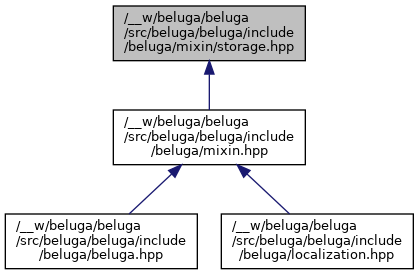 /__w/beluga/beluga
/src/beluga/beluga/include
/beluga/mixin/storage.hpp
/__w/beluga/beluga
/src/beluga/beluga/include
/beluga/mixin.hpp
/__w/beluga/beluga
/src/beluga/beluga/include
/beluga/beluga.hpp
/__w/beluga/beluga
/src/beluga/beluga/include
/beluga/localization.hpp